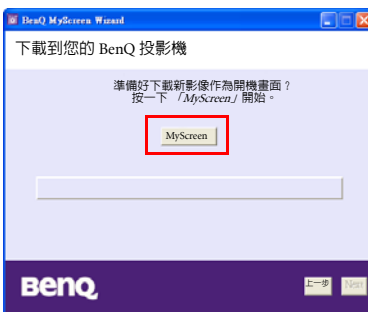 BenQ MyScreen Wizard
下載到您的 BenQ 投影機
準備好下載新影像作為開機畫面？
按一下 「MyScreen」開始。
MyScreen
BenQ
上一步 Next